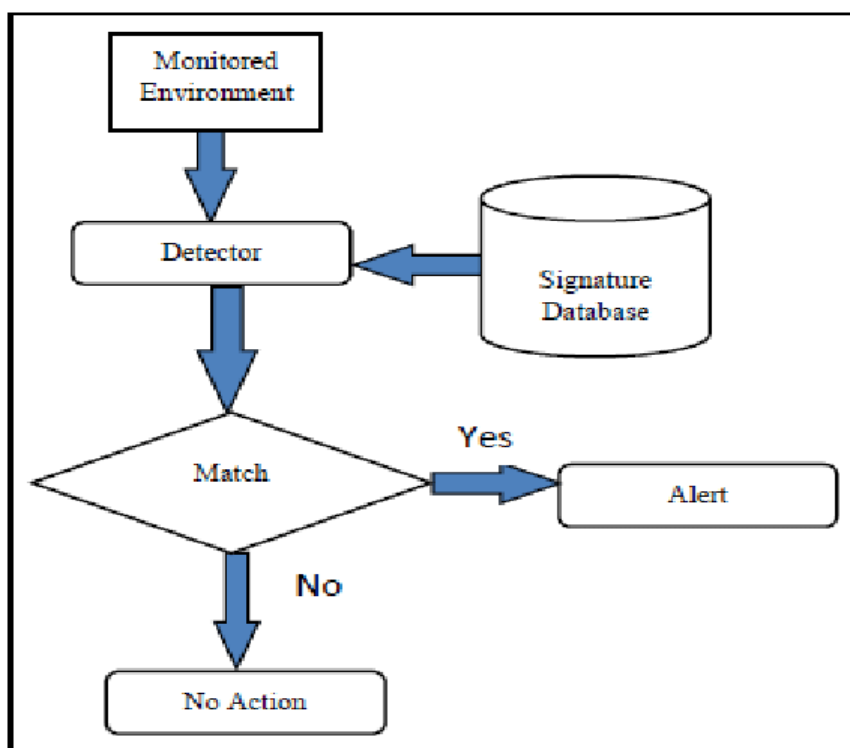 Monitored
Environment
Detector
Signature
Database
Match
Yes
Alert
No
No Action